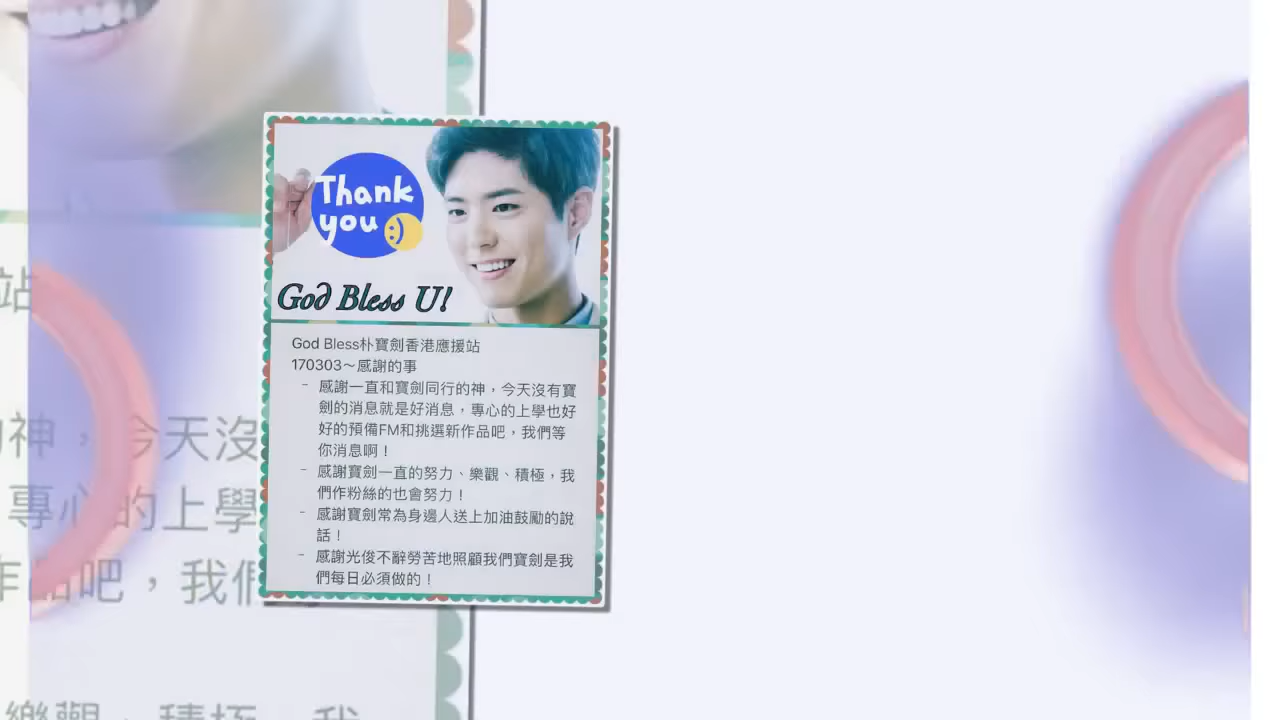 Thank
you
God Bless U!
God Bless朴寶劍香港應援站
170303～感謝的事
- 感謝一直和寶劍同行的神，今天沒有寶
劍的消息就是好消息，專心的上學也好
好的預備FM和挑選新作品吧，我們等
你消息啊！
- 感謝寶劍一直的努力、樂觀、積極，我
們作粉絲的也會努力！
- 感謝寶劍常為身邊人送上加油鼓勵的說
話！
- 感謝光俊不辭勞苦地照顧我們寶劍是我
們每日必須做的！
站
的神，今天沒
專心的上學
作品吧，我們
樂觀、積極，我